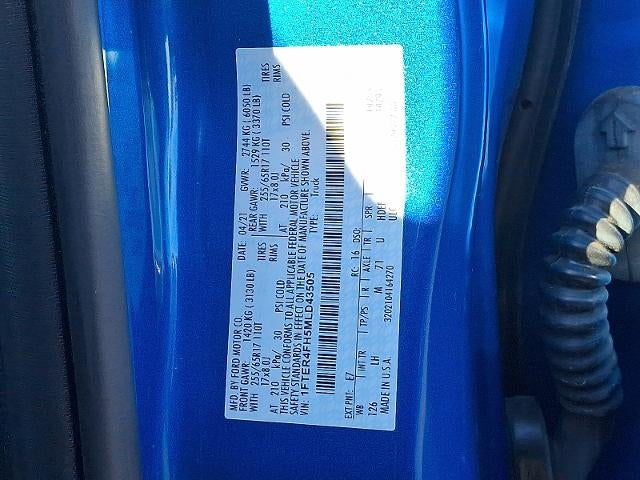 MFD. BY FORD MOTOR CO.
DATE: 04/21 GVWR: 2744 KG ( 6050 LB)
FRONT GAWR: 1420 KG (3130 LB) REAR GAWR: 1529 KG ( 3370 LB)
WITH 255/65R17 110T TIRES WITH 255/65R17 110T TIRES
17x8.0J RIMS 17x8.0J RIMS
AT 210 kPa/ 30 PSI COLD AT 210 kPa/ 30 PSI COLD
THIS VEHICLE CONFORMS TO ALL APPLICABLE FEDERAL MOTOR VEHICLE
SAFETY STANDARDS IN EFFECT ON THE DATE OF MANUFACTURE SHOWN ABOVE.
VIN: 1FTER4FH5MLD43505
TYPE: Truck
EXT PNT: E7 RC: 16 DSO:
WB INT TR TP/PS R AXLE TR SPR
126 LH M 7I U
MADE IN U.S.A. 3202104164270